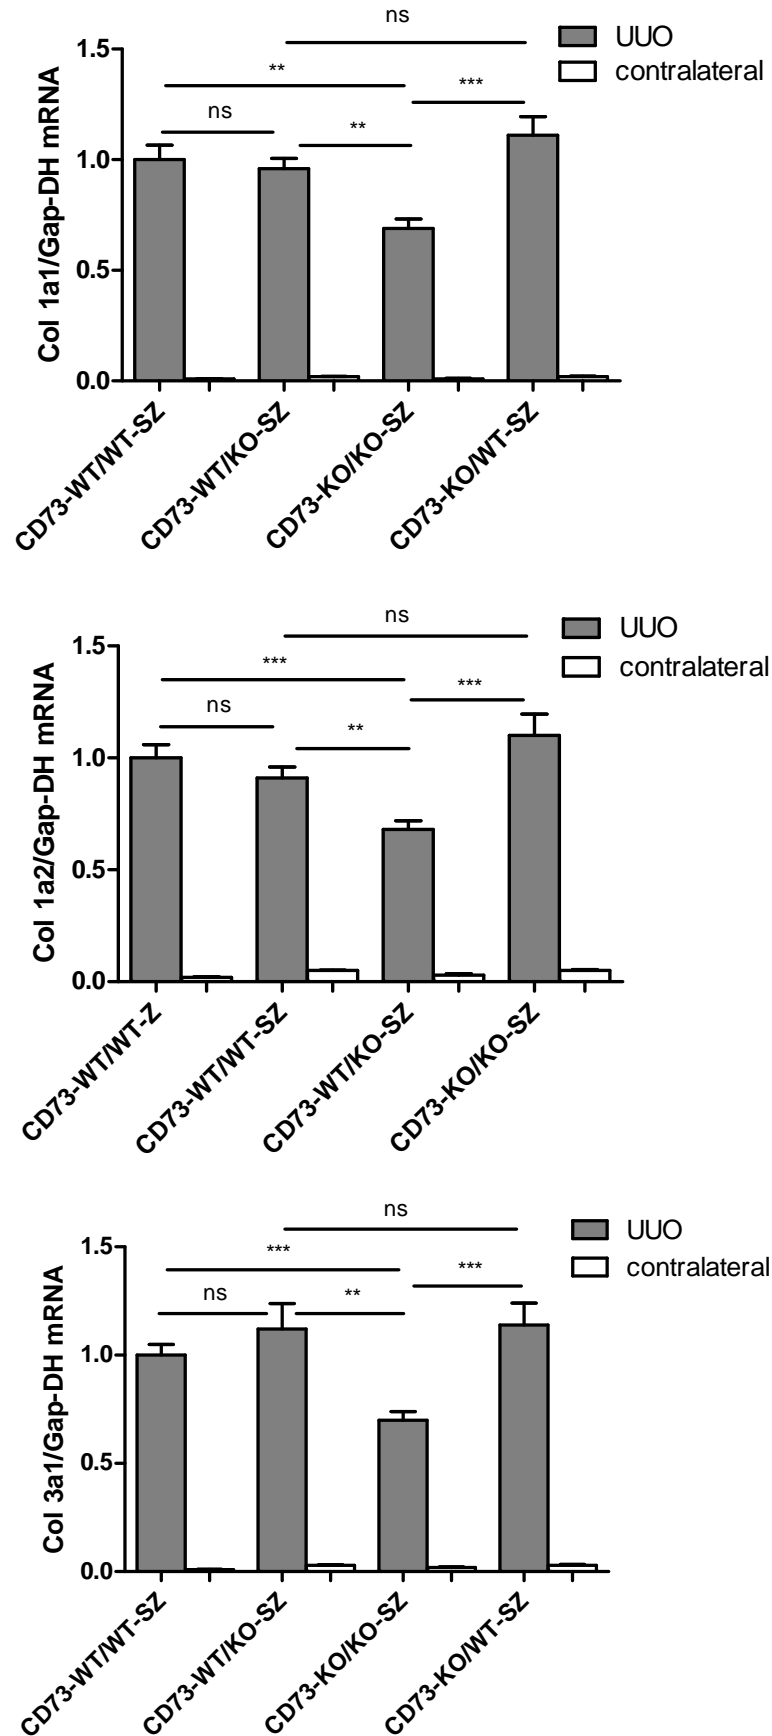 ns
UUO
contralateral
1.5
**
***
ns
**
1.0
0.5
0.0
Col 1a1/Gap-DH mRNA
CD73-WT/WT-SZ
CD73-WT/KO-SZ
CD73-KO/KO-SZ
CD73-KO/WT-SZ
ns
UUO
contralateral
1.5
***
***
ns
**
1.0
0.5
0.0
Col 1a2/Gap-DH mRNA
CD73-WT/WT-Z
CD73-WT/WT-SZ
CD73-WT/KO-SZ
CD73-KO/KO-SZ
ns
UUO
contralateral
1.5
***
***
ns
**
1.0
0.5
0.0
Col 3a1/Gap-DH mRNA
CD73-WT/WT-SZ
CD73-WT/KO-SZ
CD73-KO/KO-SZ
CD73-KO/WT-SZ